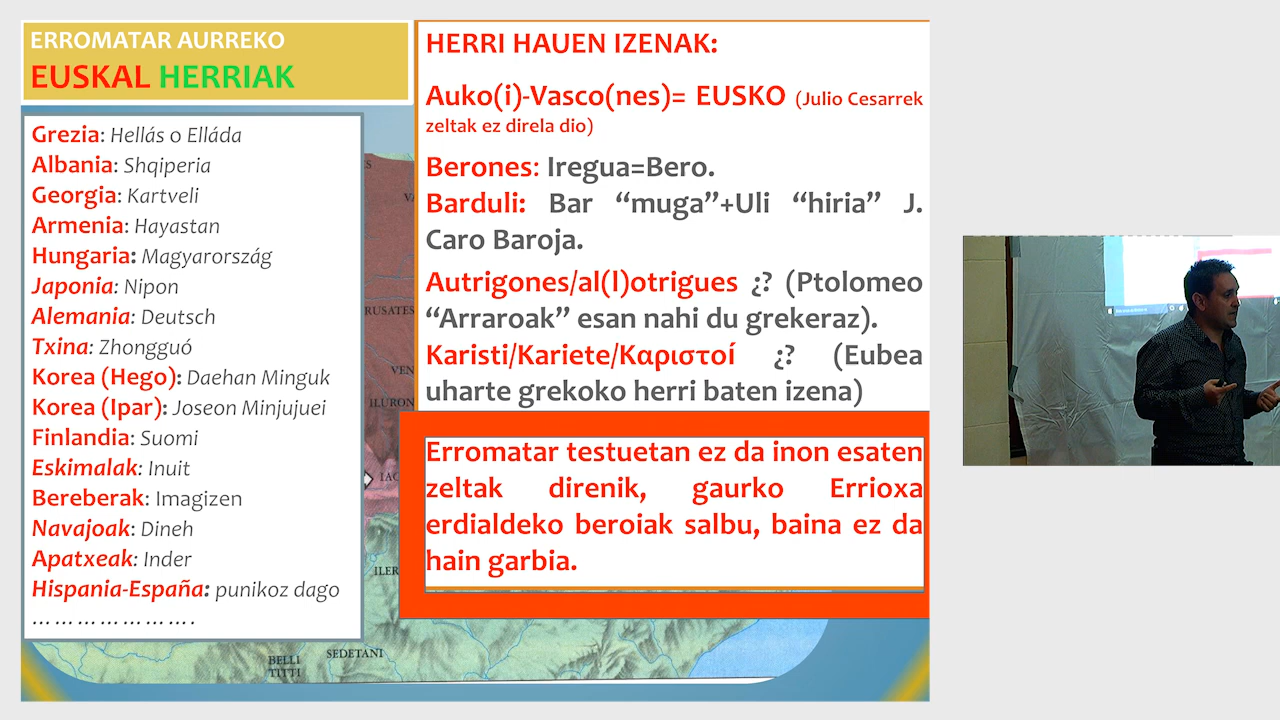 ERROMATAR AURREKO
EUSKAL HERRIAK
Grezia: Hellás o Elláda
Albania: Shqiperia
Georgia: Kartveli
Armenia: Hayastan
Hungaria: Magyarország
Japonia: Nipon
Alemania: Deutsch
Txina: Zhongguó
Korea (Hego): Daehan Minguk
Korea (Ipar): Joseon Minjujuei
Finlandia: Suomi
Eskimalak: Inuit
Bereberak: Imagizen
Navajoak: Dineh
Apatxeak: Inder
Hispania-España: punikoz dago
………………….
HERRI HAUEN IZENAK:
Auko(i)-Vasco(nes)= EUSKO (Julio Cesarrek
zeltak ez direla dio)
Berones: Iregua=Bero.
Barduli: Bar “muga”+Uli “hiria” J.
Caro Baroja.
Autrigones/al(l)otrigues ¿? (Ptolomeo
“Arraroak” esan nahi du grekeraz).
Karisti/Kariete/Καριστοί ¿? (Eubea
uharte grekoko herri baten izena)
Erromatar testuetan ez da inon esaten
zeltak direnik, gaurko Errioxa
erdialdeko beroiak salbu, baina ez da
hain garbia.
RUSATES
VEN
ILURON
IAC
ILER
BELLI
TITTI
SEDETANI